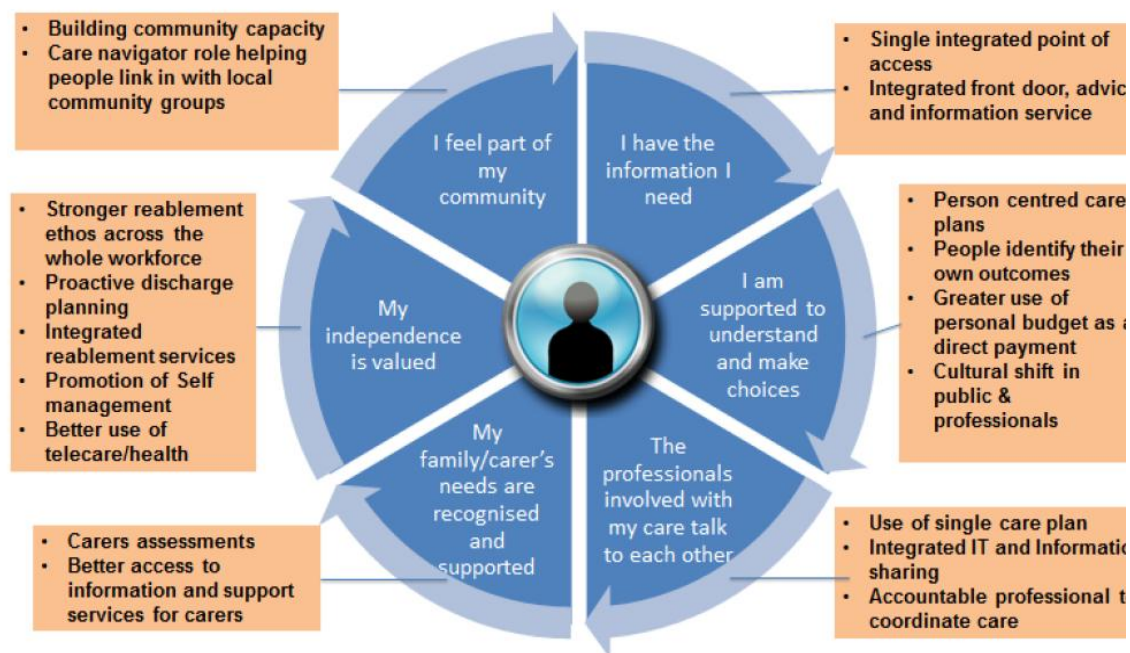 • Building community capacity
• Care navigator role helping
people link in with local
community groups
• Single integrated point of
access
• Integrated front door, advic
and information service
I feel part of
my
community
I have the
information I
need
• Stronger reablement
ethos across the
whole workforce
• Proactive discharge
planning
• Integrated
reablement services
• Promotion of Self
management
• Better use of
telecare/health
My
independence
is valued
I am
supported to
understand
and make
choices
• Person centred care
plans
• People identify their
own outcomes
• Greater use of
personal budget as a
direct payment
• Cultural shift in
public &
professionals
My
family/carer's
needs are
recognised
and
supported
The
professionals
involved with
my care talk
to each other
• Carers assessments
• Better access to
information and support
services for carers
• Use of single care plan
• Integrated IT and Informatio
sharing
• Accountable professional t
coordinate care